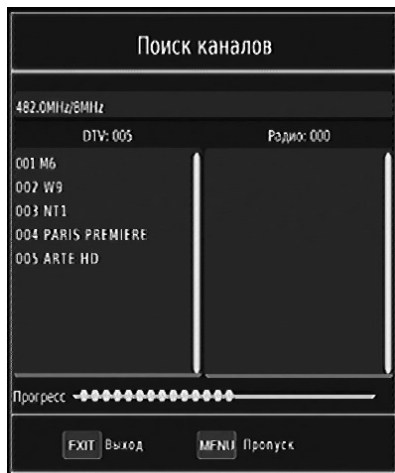 Поиск каналов
482.0MHz/8MHz
DTV: 005 Радио: 000
001 M6
002 W9
003 NT1
004 PARIS PREMIERE
005 ARTE HD
Прогресс
EXIT Выход MENU Пропуск